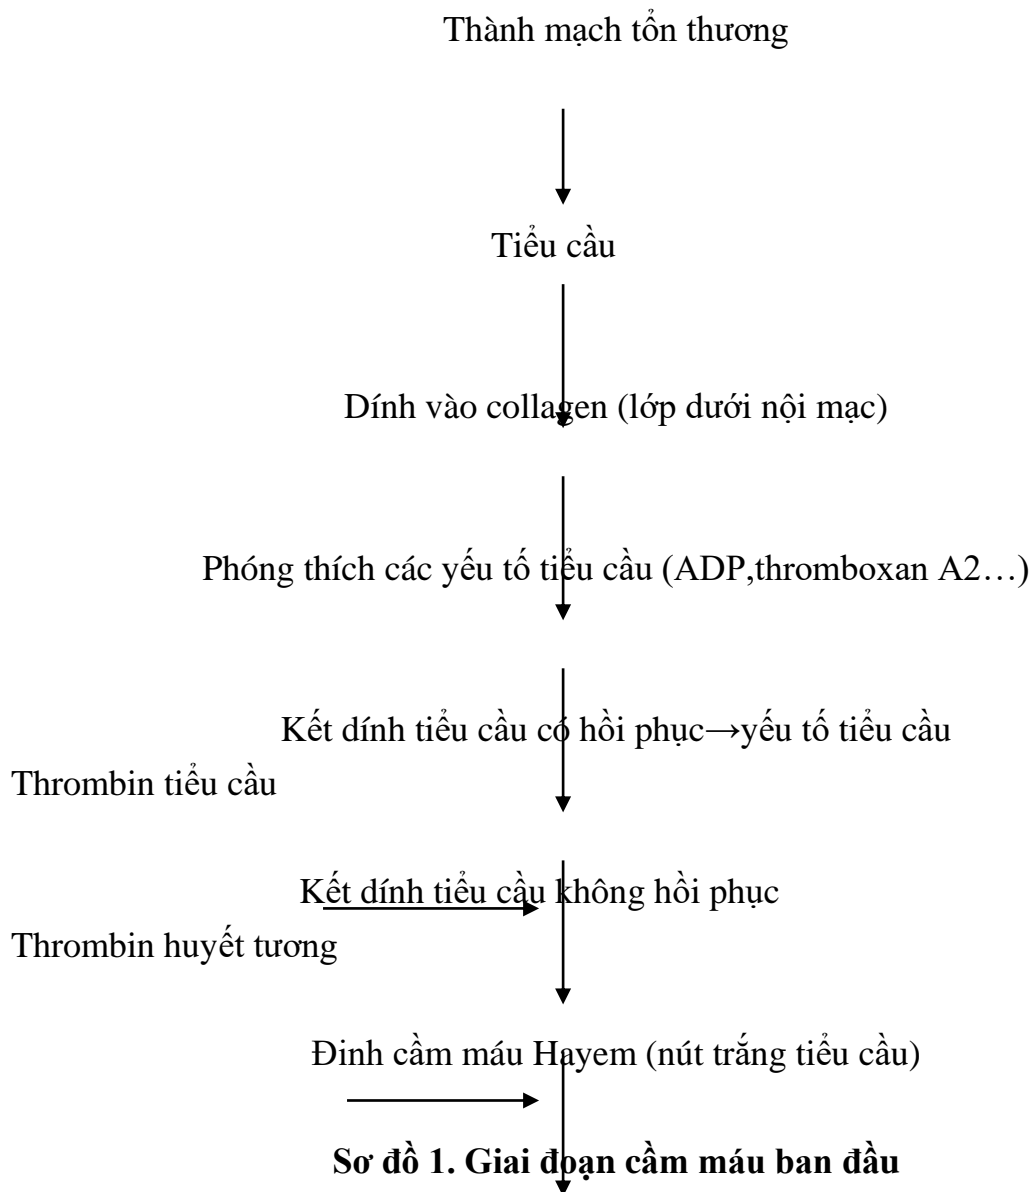 Thành mạch tổn thương
Tiểu cầu
Dính vào collagen (lớp dưới nội mạc)
Phóng thích các yếu tố tiểu cầu (ADP,thromboxan A2…)
Kết dính tiểu cầu có hồi phục→yếu tố tiểu cầu
Thrombin tiểu cầu
Kết dính tiểu cầu không hồi phục
Thrombin huyết tương
Đinh cầm máu Hayem (nút trắng tiểu cầu)
Sơ đồ 1. Giai đoạn cầm máu ban đầu